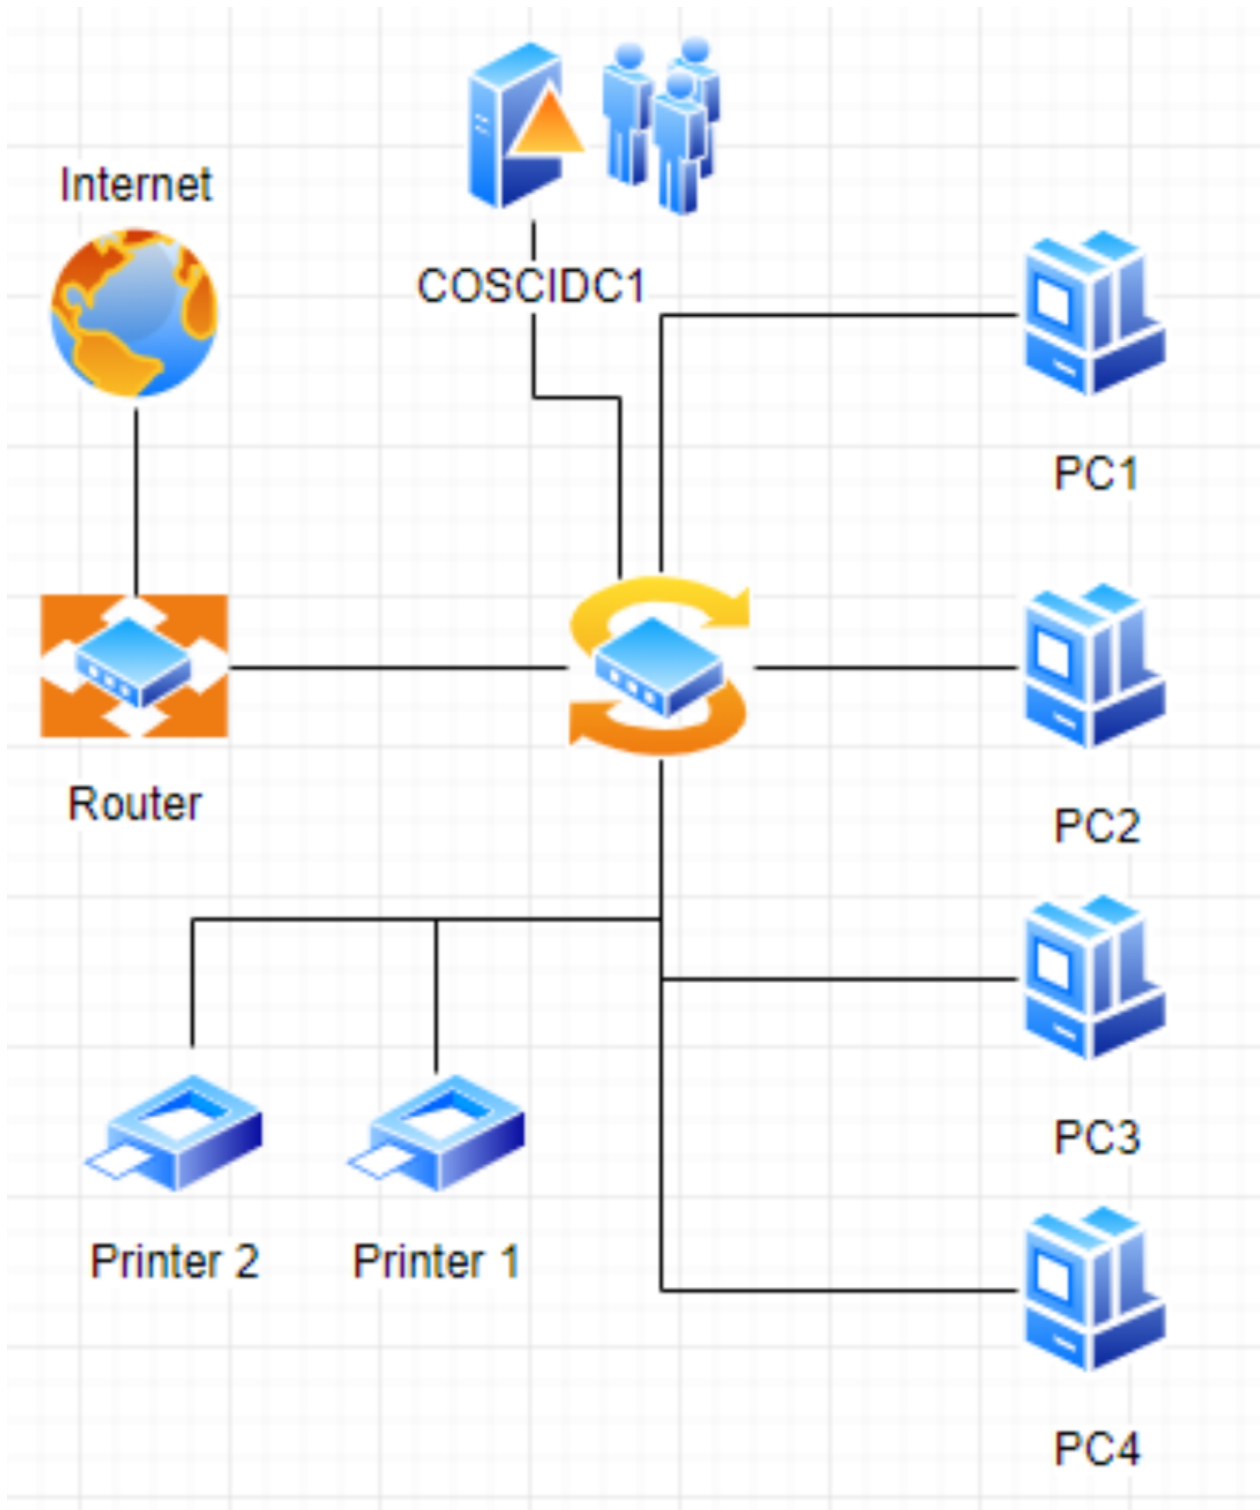 Internet
COSCIDC1
PC1
Router
PC2
PC3
Printer 2
Printer 1
PC4